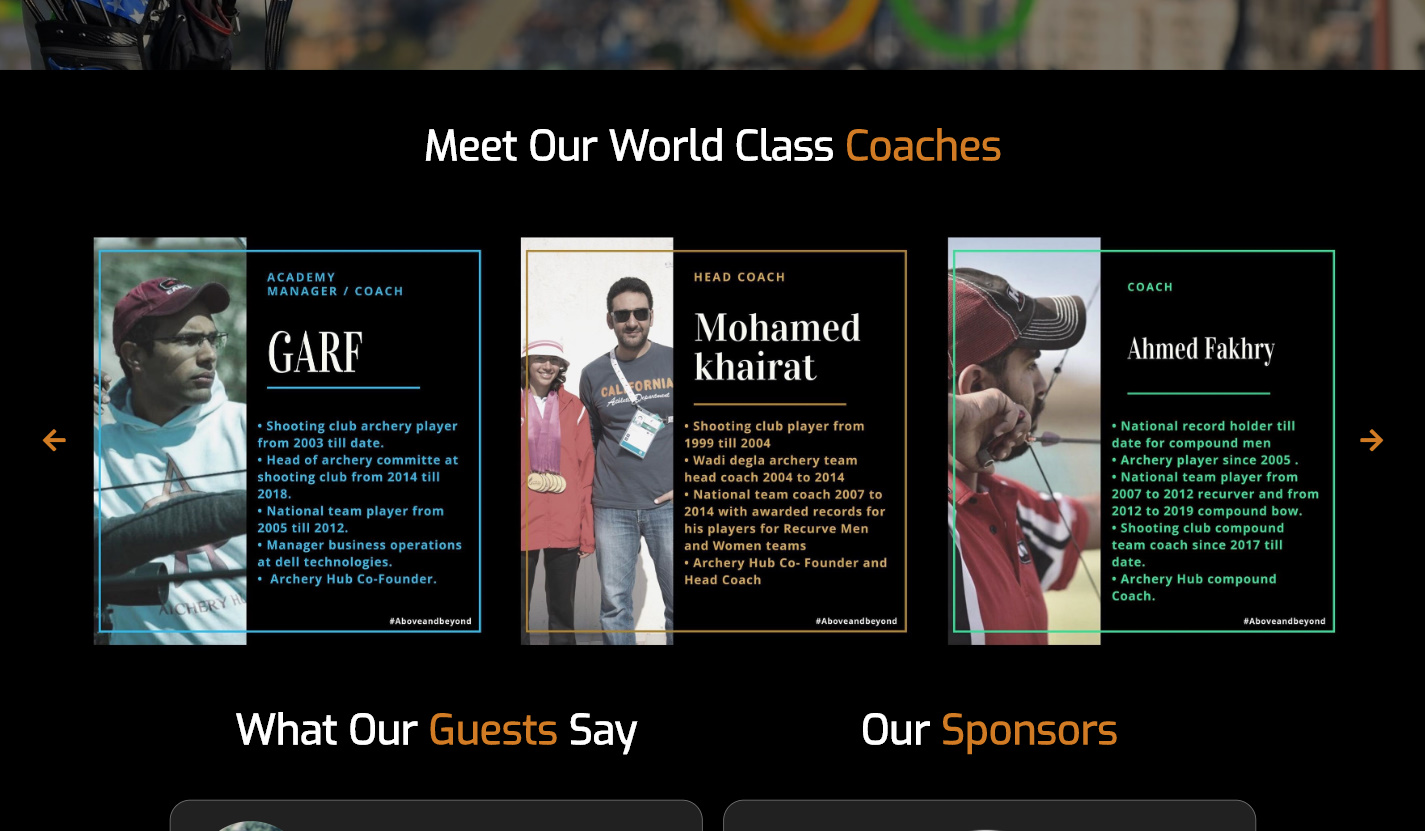 Meet Our World Class Coaches
ACADEMY
MANAGER / COACH
GARF
• Shooting club archery player
from 2003 till date.
• Head of archery committe at
shooting club from 2014 till
2018.
• National team player from
2005 till 2012.
• Manager business operations
at dell technologies.
• Archery Hub Co-Founder.
#Aboveandbeyond
HEAD COACH
Mohamed
khairat
CALIFORNIA
Athletic Department
• Shooting club player from
1999 till 2004
• Wadi degla archery team
head coach 2004 to 2014
• National team coach 2007 to
2014 with awarded records for
his players for Recurve Men
and Women teams
• Archery Hub Co- Founder and
Head Coach
#Aboveandbeyond
COACH
Ahmed Fakhry
• National record holder till
date for compound men
• Archery player since 2005 .
• National team player from
2007 to 2012 recurver and from
2012 to 2019 compound bow.
• Shooting club compound
team coach since 2017 till
date.
• Archery Hub compound
Coach.
#Aboveandbeyond
What Our Guests Say
Our Sponsors